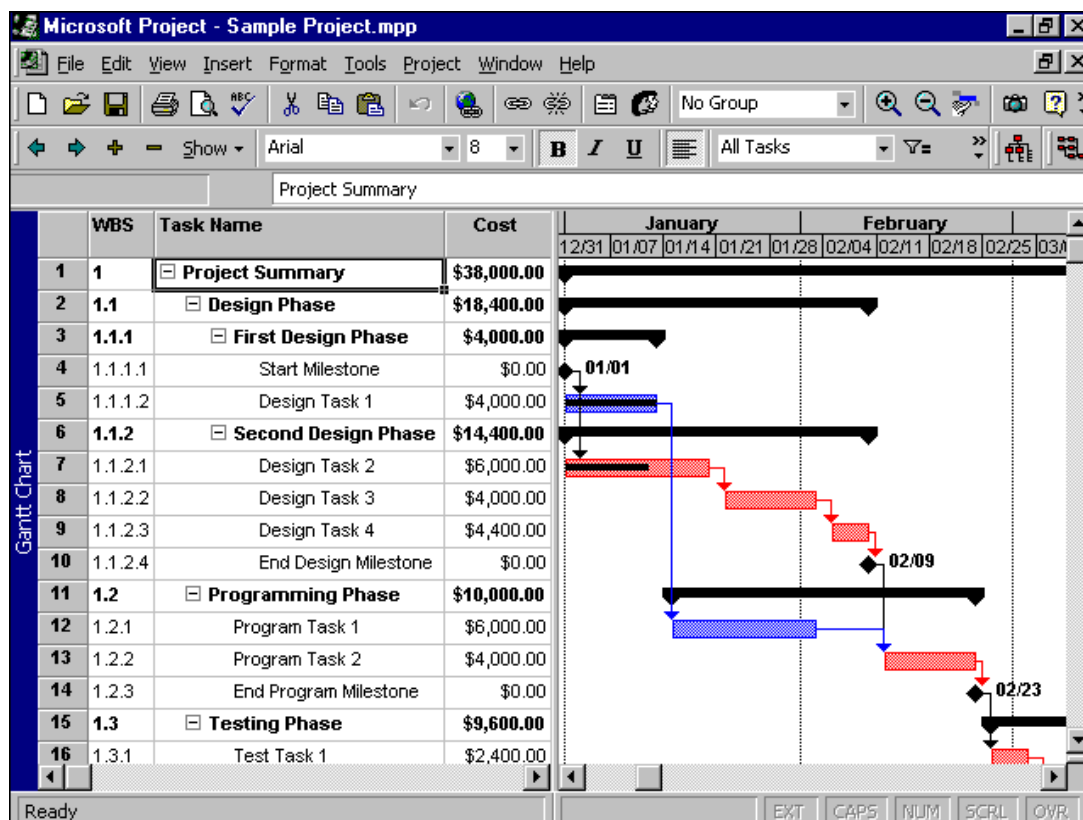 Microsoft Project - Sample Project.mpp
File Edit View Insert Format Tools Project Window Help
ABC No Group
Show Arial 8 B I U All Tasks
Project Summary
WBS Task Name Cost January February
12/31 01/07 01/14 01/21 01/28 02/04 02/11 02/18 02/25 03/
1 1 Project Summary $38,000.00
2 1.1 Design Phase $18,400.00
3 1.1.1 First Design Phase $4,000.00
4 1.1.1.1 Start Milestone $0.00 01/01
5 1.1.1.2 Design Task 1 $4,000.00
6 1.1.2 Second Design Phase $14,400.00
7 1.1.2.1 Design Task 2 $6,000.00
8 1.1.2.2 Design Task 3 $4,000.00
9 1.1.2.3 Design Task 4 $4,400.00
10 1.1.2.4 End Design Milestone $0.00 02/09
11 1.2 Programming Phase $10,000.00
12 1.2.1 Program Task 1 $6,000.00
13 1.2.2 Program Task 2 $4,000.00
14 1.2.3 End Program Milestone $0.00 02/23
15 1.3 Testing Phase $9,600.00
16 1.3.1 Test Task 1 $2,400.00
Gantt Chart
Ready EXT CAPS NUM SCRL OVR